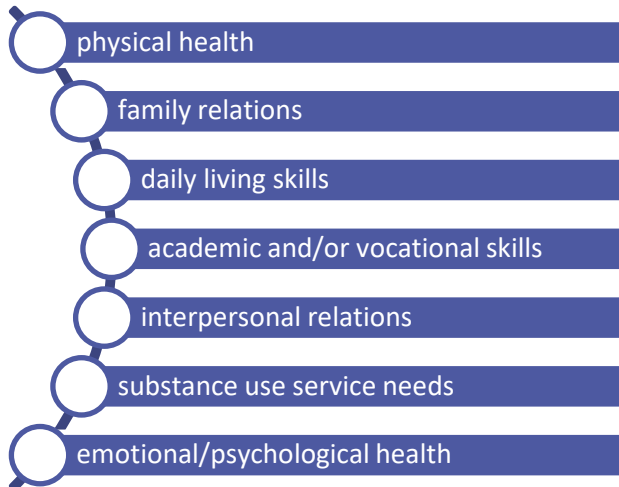 physical health
family relations
daily living skills
academic and/or vocational skills
interpersonal relations
substance use service needs
emotional/psychological health